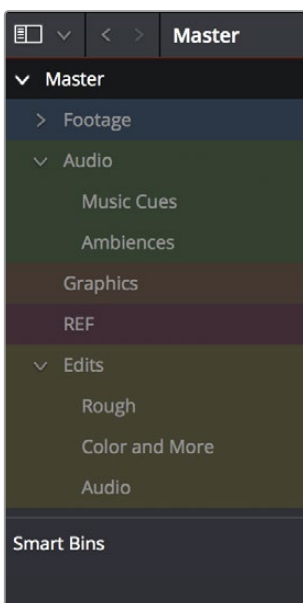 Master
Master
Footage
Audio
Music Cues
Ambiences
Graphics
REF
Edits
Rough
Color and More
Audio
Smart Bins